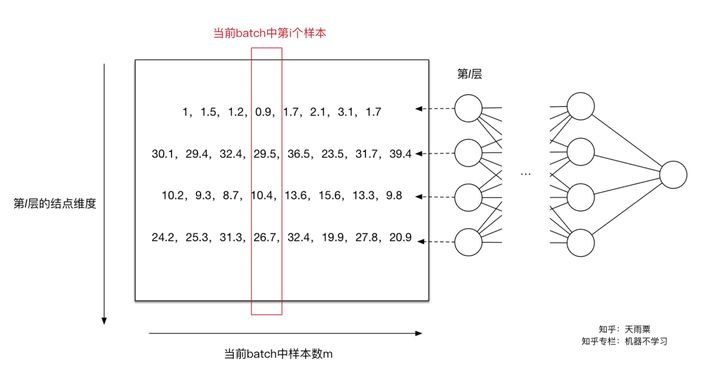 当前batch中第i个样本
第l层
1, 1.5, 1.2, 0.9, 1.7, 2.1, 3.1, 1.7
30.1, 29.4, 32.4, 29.5, 36.5, 23.5, 31.7, 39.4
...
10.2, 9.3, 8.7, 10.4, 13.6, 15.6, 13.3, 9.8
第l层的结点维度
24.2, 25.3, 31.3, 26.7, 32.4, 19.9, 27.8, 20.9
知乎：天雨粟
知乎专栏：机器不学习
当前batch中样本数m